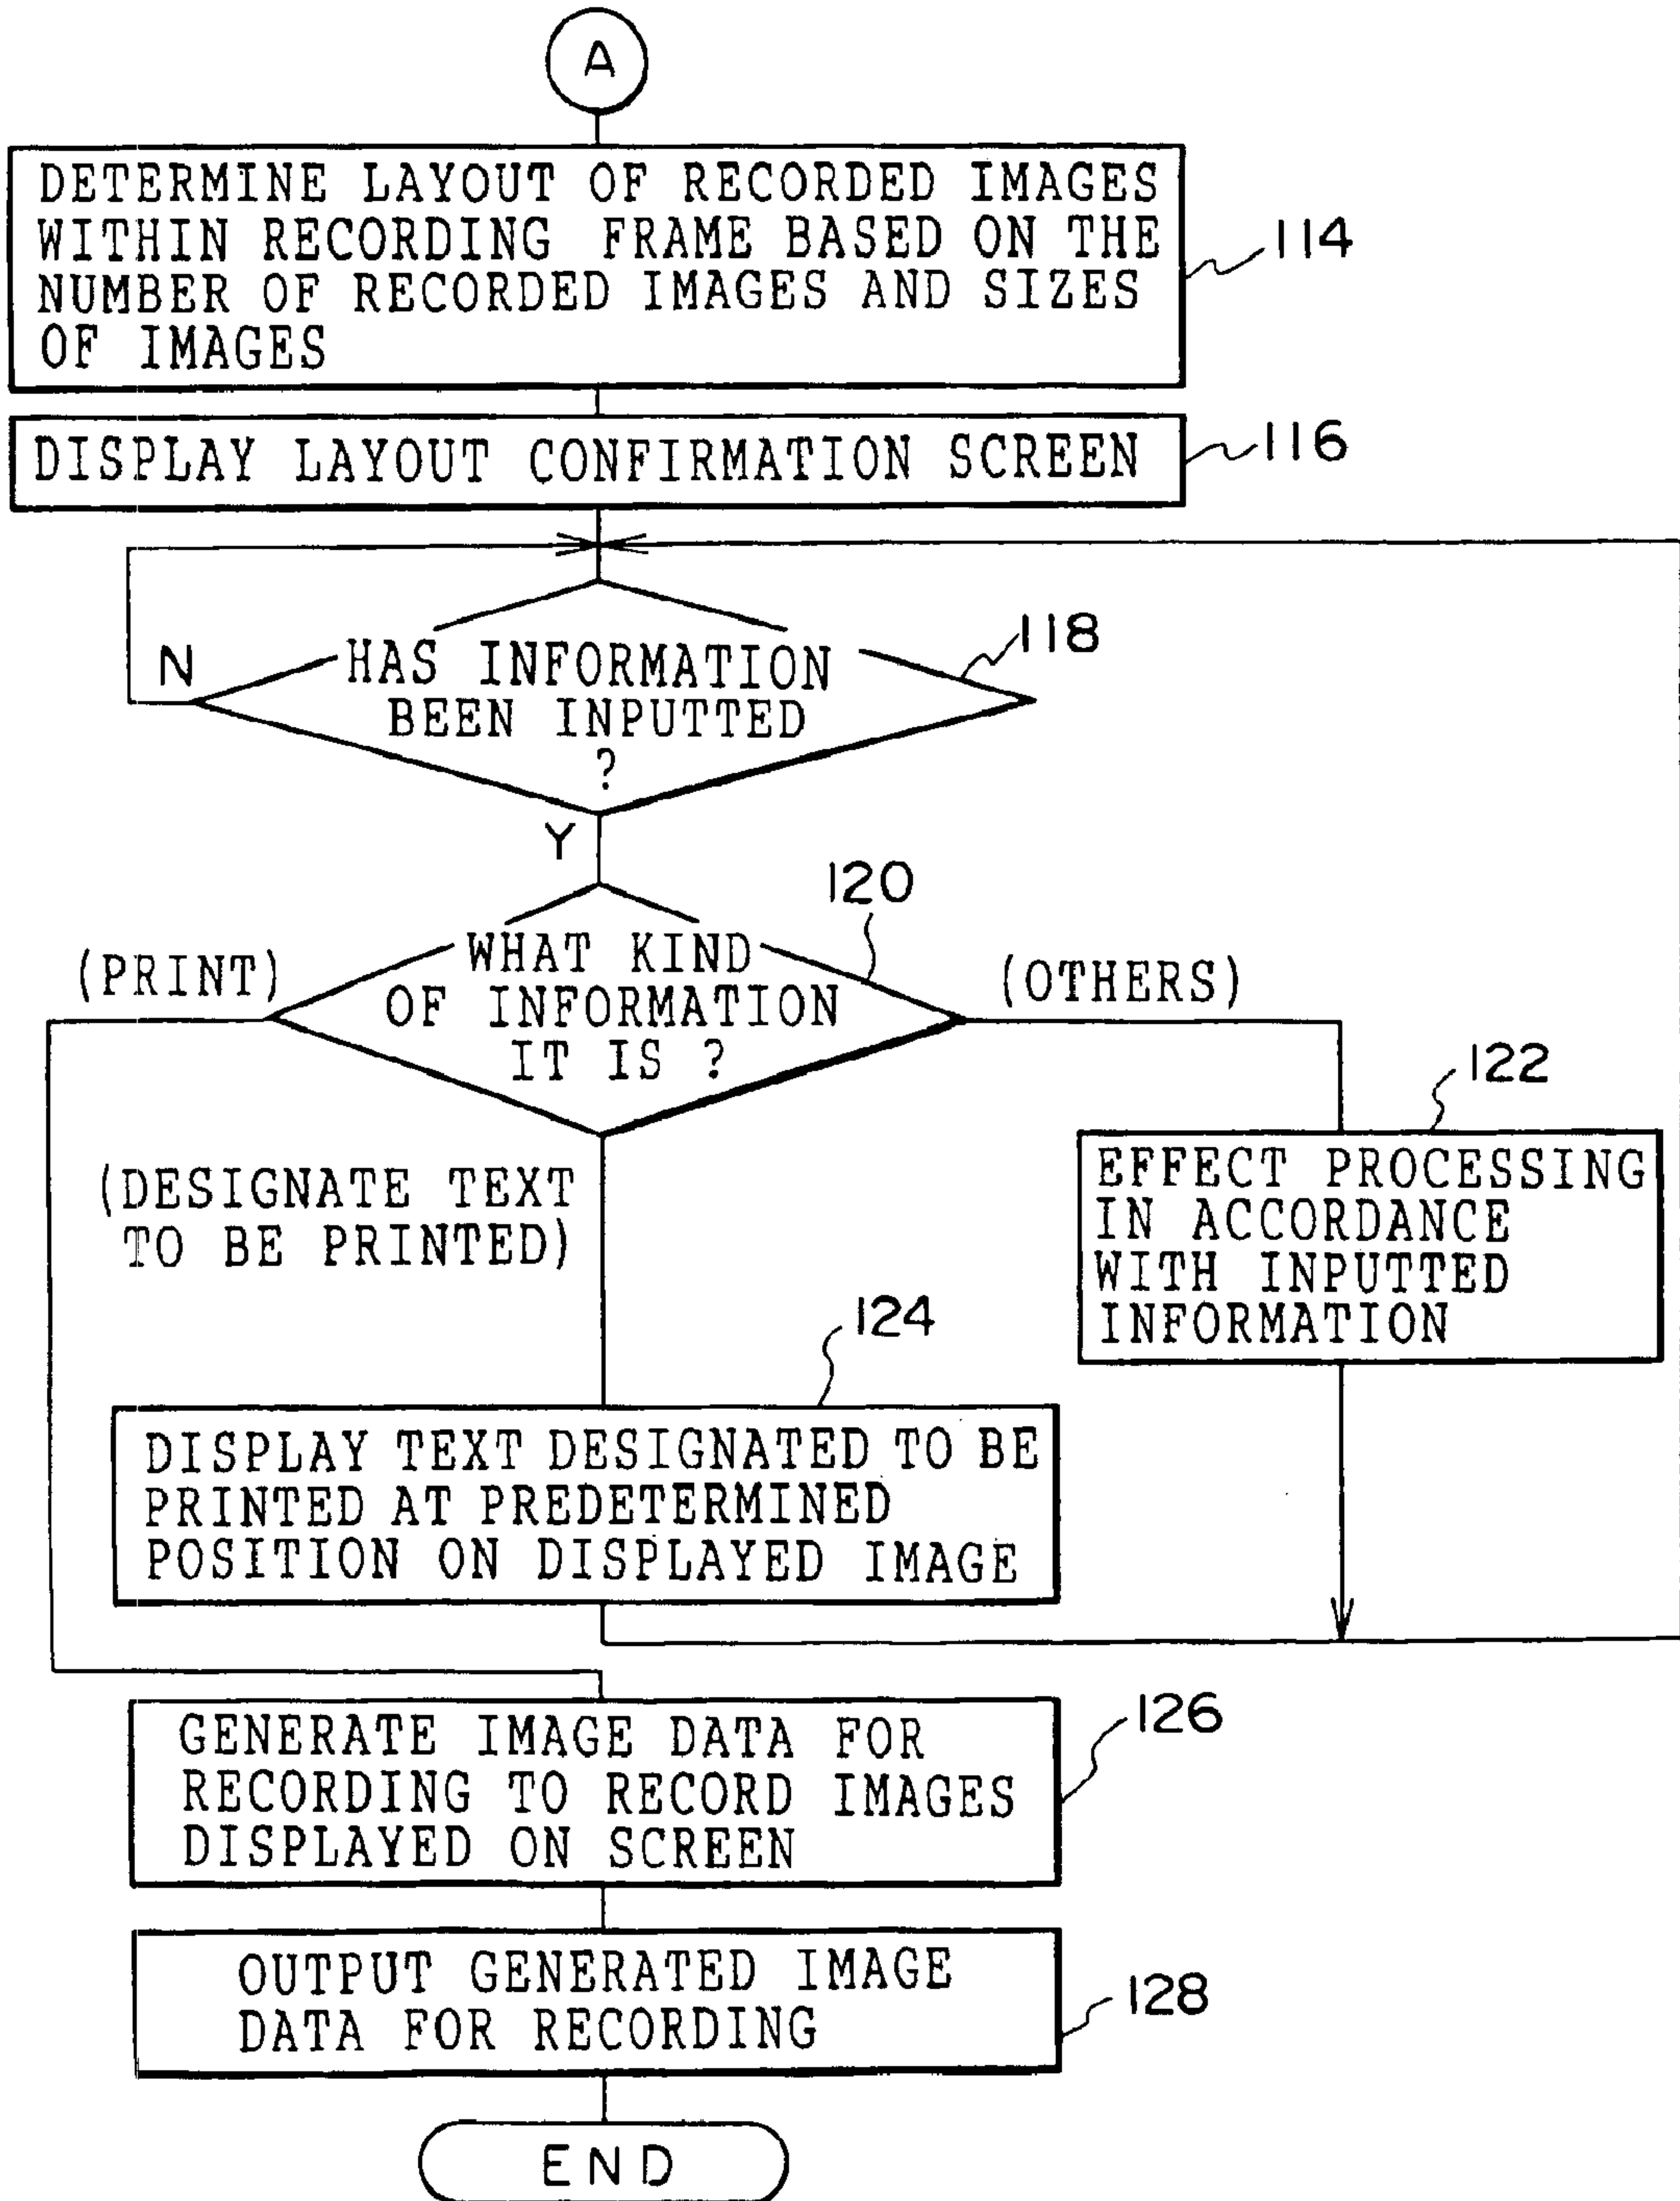 A
DETERMINE LAYOUT OF RECORDED IMAGES
WITHIN RECORDING FRAME BASED ON THE
NUMBER OF RECORDED IMAGES AND SIZES
OF IMAGES
114
DISPLAY LAYOUT CONFIRMATION SCREEN
116
N
HAS INFORMATION
BEEN INPUTTED
?
118
Y
120
(PRINT)
WHAT KIND
OF INFORMATION
IT IS ?
(OTHERS)
122
(DESIGNATE TEXT
TO BE PRINTED)
EFFECT PROCESSING
IN ACCORDANCE
WITH INPUTTED
INFORMATION
124
DISPLAY TEXT DESIGNATED TO BE
PRINTED AT PREDETERMINED
POSITION ON DISPLAYED IMAGE
GENERATE IMAGE DATA FOR
RECORDING TO RECORD IMAGES
DISPLAYED ON SCREEN
126
OUTPUT GENERATED IMAGE
DATA FOR RECORDING
128
END